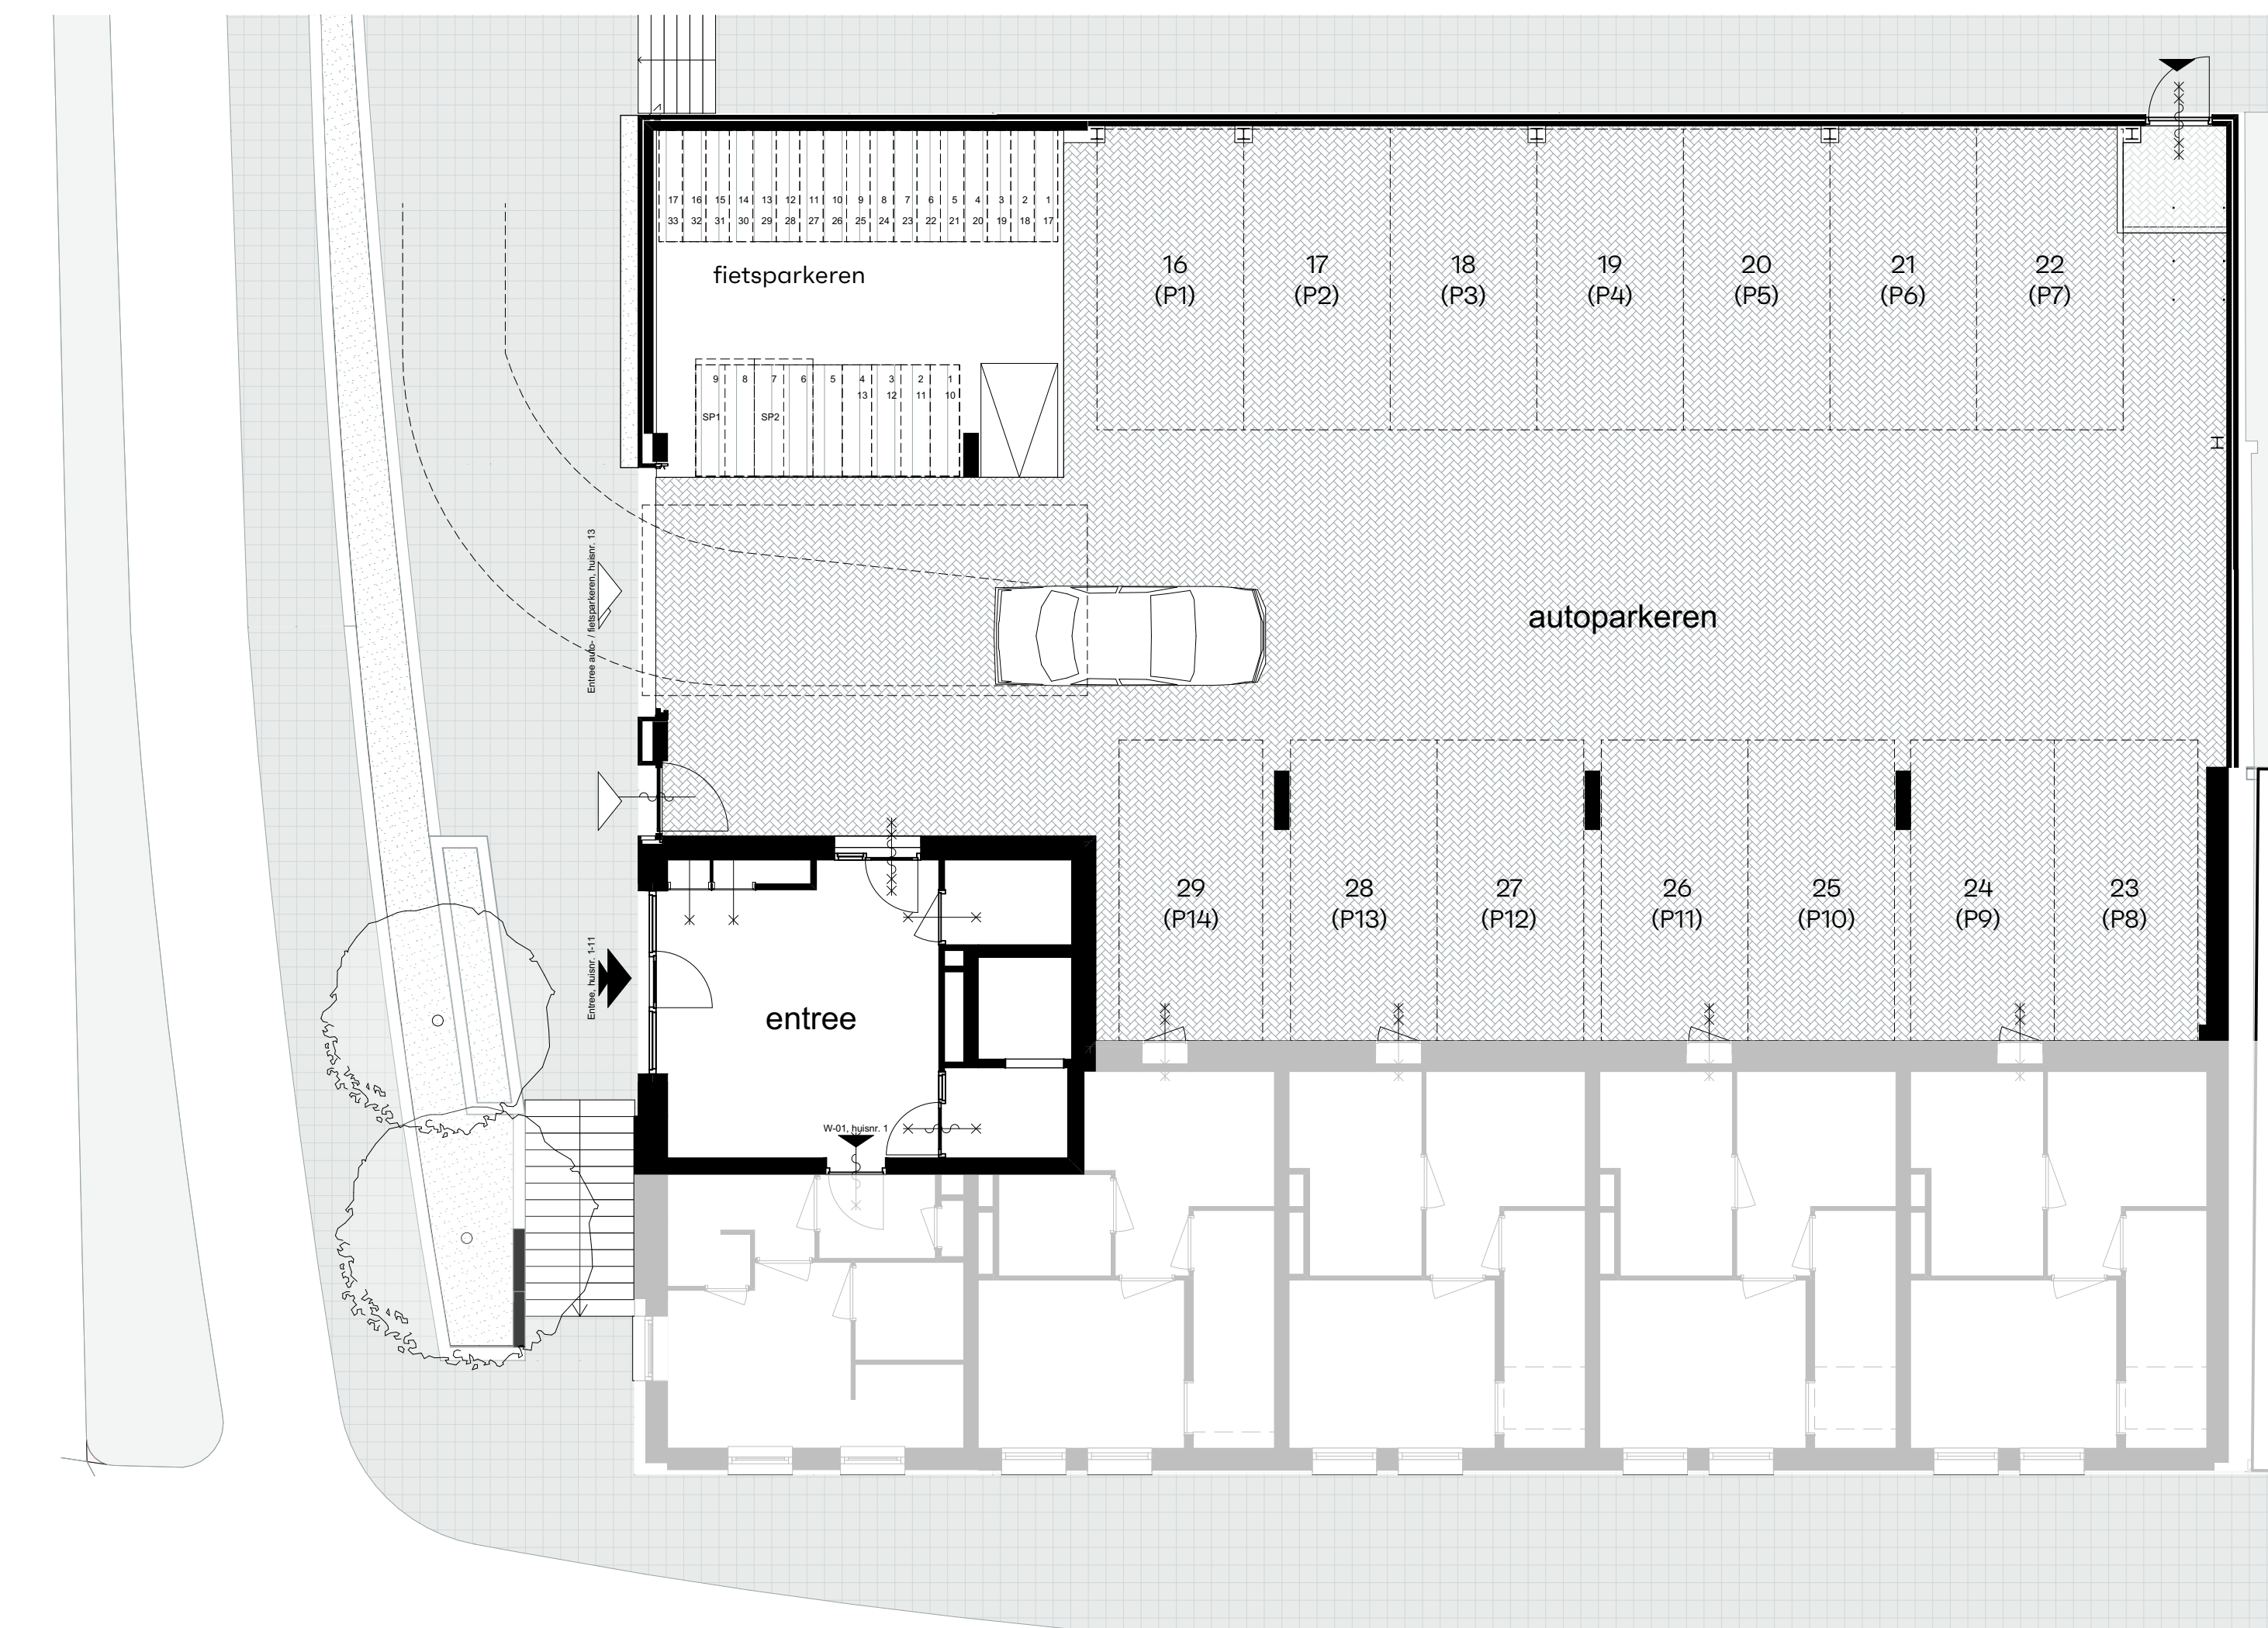 17 16 15 14 13 12 11 10 9 8 7 6 5 4 3 2 1
33 32 31 30 29 28 27 26 25 24 23 22 21 20 19 18 17
fietsparkeren
16
(P1)
17
(P2)
18
(P3)
19
(P4)
20
(P5)
21
(P6)
22
(P7)
9 8 7 6 5 4 3 2 1
13 12 11 10
SP1 SP2
Entree auto- / fietsparkeren, huisnr. 13
autoparkeren
29
(P14)
28
(P13)
27
(P12)
26
(P11)
25
(P10)
24
(P9)
23
(P8)
Entree, huisnr. 1-11
entree
W-01, huisnr. 1